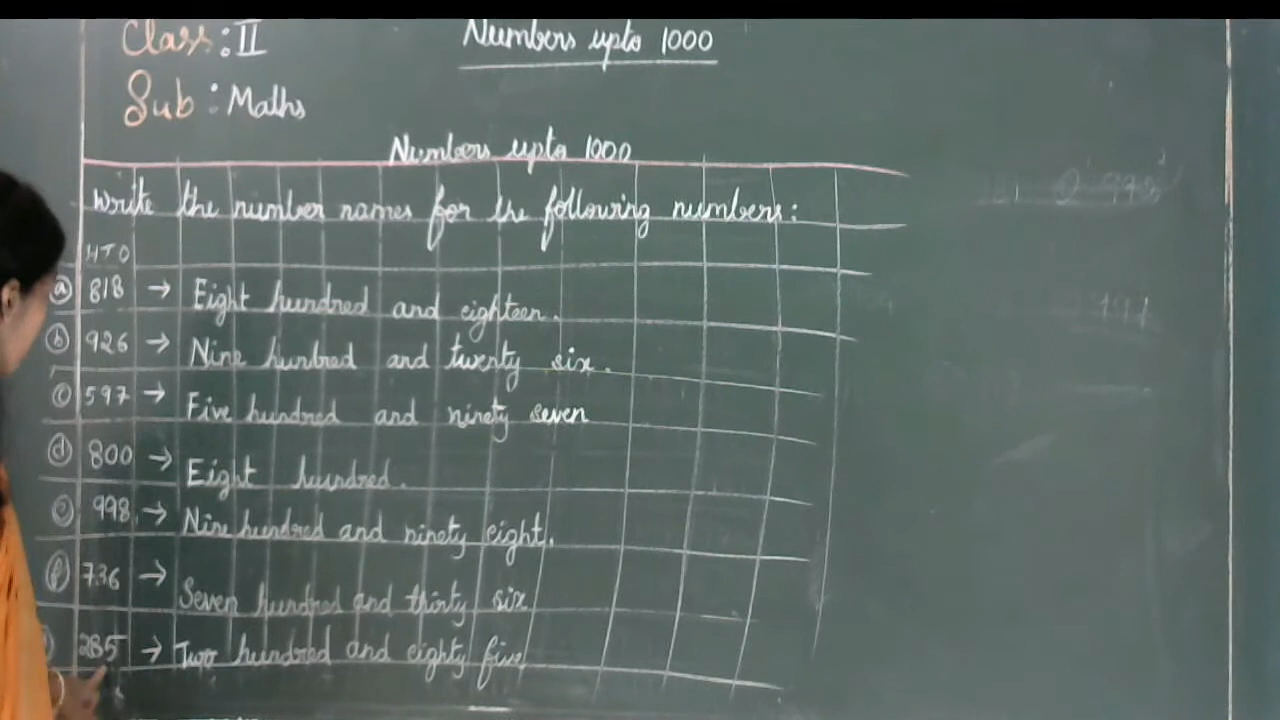 Class : II
Numbers upto 1000
Sub : Maths
Numbers upto 1000
Write the number names for the following numbers :
HTO
(a) 818 → Eight hundred and eighteen.
(b) 926 → Nine hundred and twenty six.
(c) 597 → Five hundred and ninety seven
(d) 800 → Eight hundred.
(e) 998 → Nine hundred and ninety eight.
(f) 736 → Seven hundred and thirty six
285 → Two hundred and eighty five